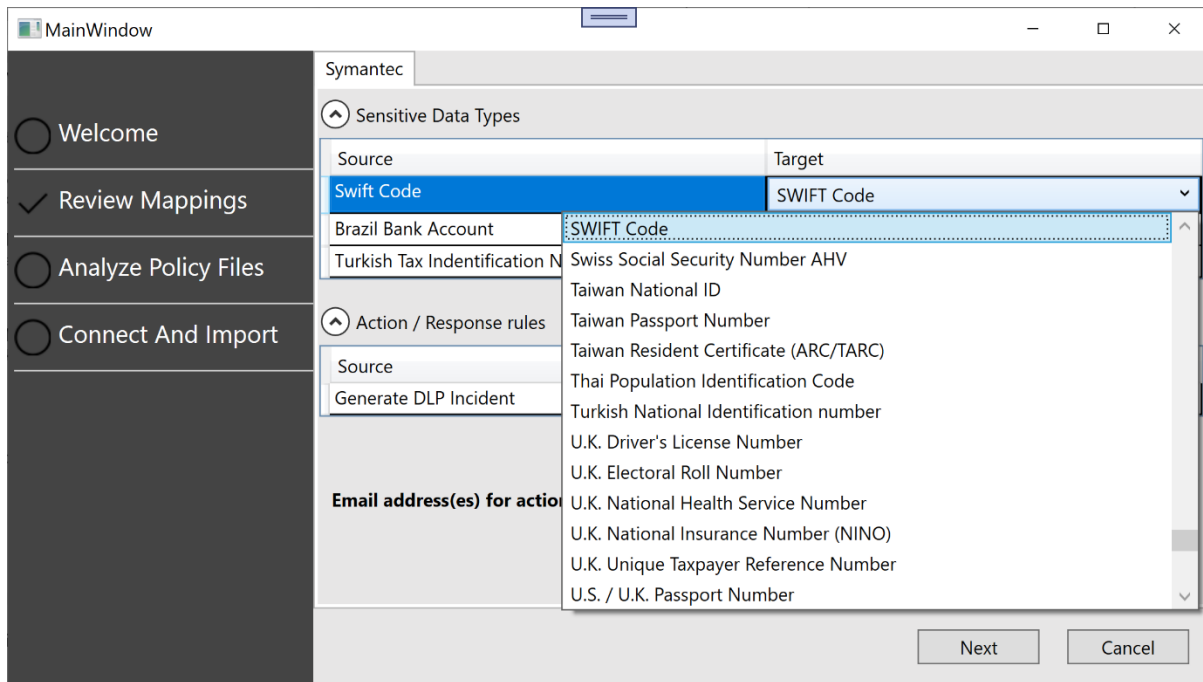 MainWindow
Symantec
Welcome
Review Mappings
Analyze Policy Files
Connect And Import
Sensitive Data Types
Source Target
Swift Code SWIFT Code
Brazil Bank Account
Turkish Tax Indentification N
Action / Response rules
Source
Generate DLP Incident
Email address(es) for action
SWIFT Code
Swiss Social Security Number AHV
Taiwan National ID
Taiwan Passport Number
Taiwan Resident Certificate (ARC/TARC)
Thai Population Identification Code
Turkish National Identification number
U.K. Driver's License Number
U.K. Electoral Roll Number
U.K. National Health Service Number
U.K. National Insurance Number (NINO)
U.K. Unique Taxpayer Reference Number
U.S. / U.K. Passport Number
Next Cancel